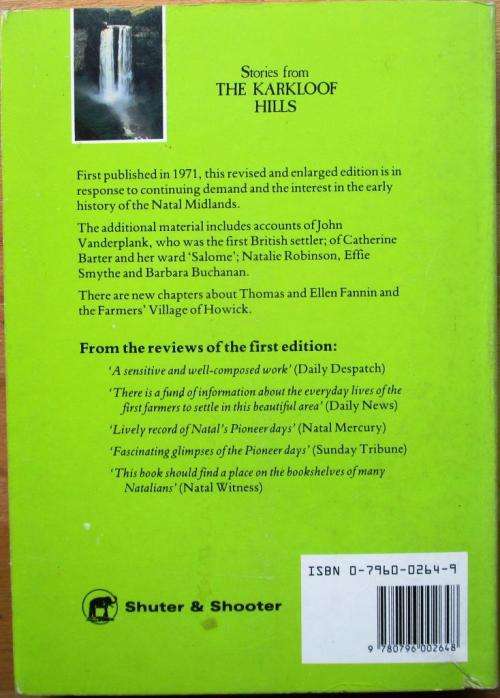 Stories from
THE KARKLOOF
HILLS
First published in 1971, this revised and enlarged edition is in
response to continuing demand and the interest in the early
history of the Natal Midlands.
The additional material includes accounts of John
Vanderplank, who was the first British settler; of Catherine
Barter and her ward 'Salome'; Natalie Robinson, Effie
Smythe and Barbara Buchanan.
There are new chapters about Thomas and Ellen Fannin and
the Farmers' Village of Howick.
From the reviews of the first edition:
'A sensitive and well-composed work' (Daily Despatch)
'There is a fund of information about the everyday lives of the
first farmers to settle in this beautiful area' (Daily News)
'Lively record of Natal's Pioneer days' (Natal Mercury)
'Fascinating glimpses of the Pioneer days' (Sunday Tribune)
'This book should find a place on the bookshelves of many
Natalians' (Natal Witness)
ISBN 0-7960-0264-9
Shuter & Shooter
9 780796 002648